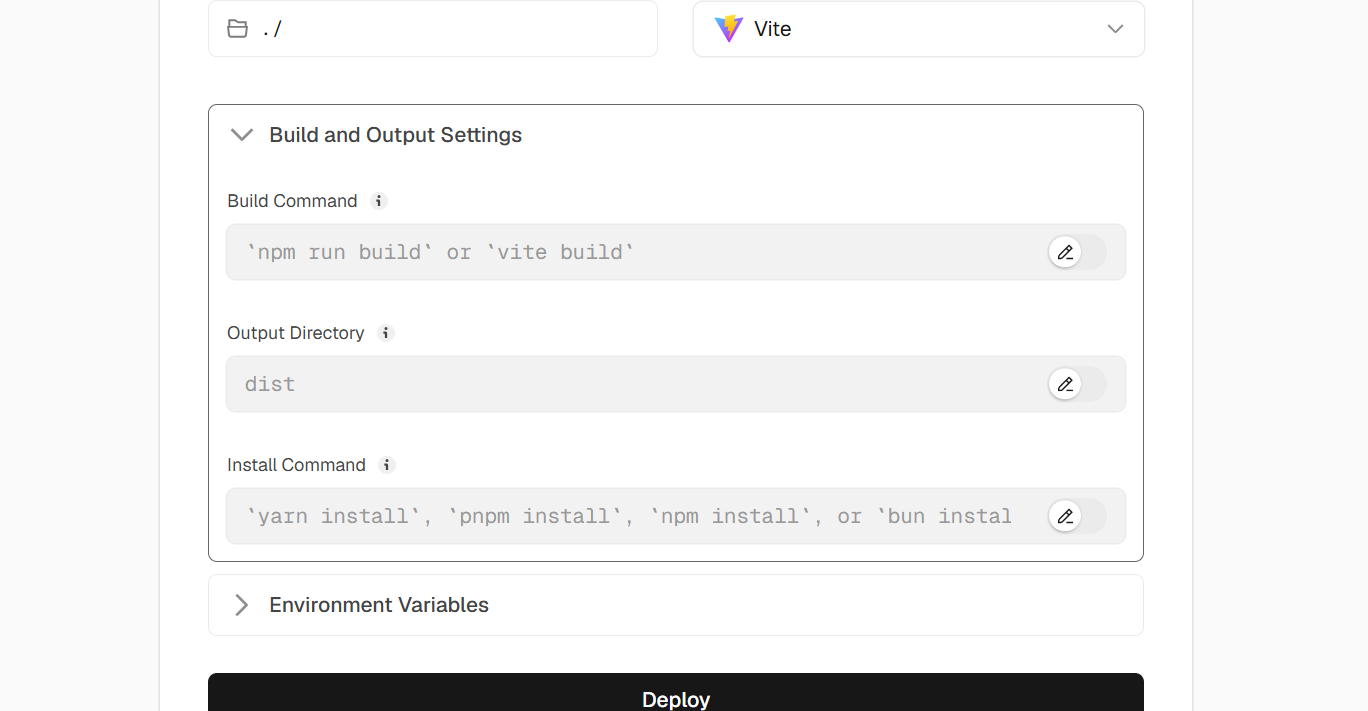 ./
Vite
Build and Output Settings
Build Command
`npm run build` or `vite build`
Output Directory
dist
Install Command
`yarn install`, `pnpm install`, `npm install`, or `bun instal
Environment Variables
Deploy